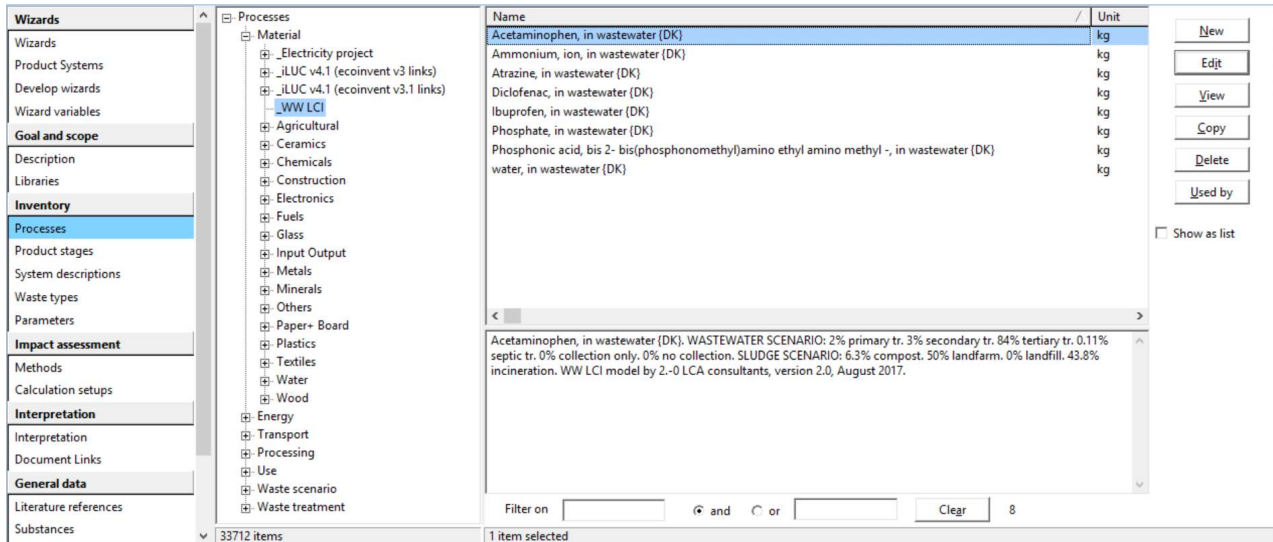 Wizards
Wizards
Product Systems
Develop wizards
Wizard variables
Goal and scope
Description
Libraries
Inventory
Processes
Product stages
System descriptions
Waste types
Parameters
Impact assessment
Methods
Calculation setups
Interpretation
Interpretation
Document Links
General data
Literature references
Substances
Processes
Material
_Electricity project
_iLUC v4.1 (ecoinvent v3 links)
_iLUC v4.1 (ecoinvent v3.1 links)
_WW LCI
Agricultural
Ceramics
Chemicals
Construction
Electronics
Fuels
Glass
Input Output
Metals
Minerals
Others
Paper+ Board
Plastics
Textiles
Water
Wood
Energy
Transport
Processing
Use
Waste scenario
Waste treatment
33712 items
Name / Unit
Acetaminophen, in wastewater {DK} kg
Ammonium, ion, in wastewater {DK} kg
Atrazine, in wastewater {DK} kg
Diclofenac, in wastewater {DK} kg
Ibuprofen, in wastewater {DK} kg
Phosphate, in wastewater {DK} kg
Phosphonic acid, bis 2- bis(phosphonomethyl)amino ethyl amino methyl -, in wastewater {DK} kg
water, in wastewater {DK} kg
Acetaminophen, in wastewater {DK}. WASTEWATER SCENARIO: 2% primary tr. 3% secondary tr. 84% tertiary tr. 0.11%
septic tr. 0% collection only. 0% no collection. SLUDGE SCENARIO: 6.3% compost. 50% landfarm. 0% landfill. 43.8%
incineration. WW LCI model by 2.-0 LCA consultants, version 2.0, August 2017.
Filter on and or Clear 8
1 item selected
New
Edit
View
Copy
Delete
Used by
Show as list